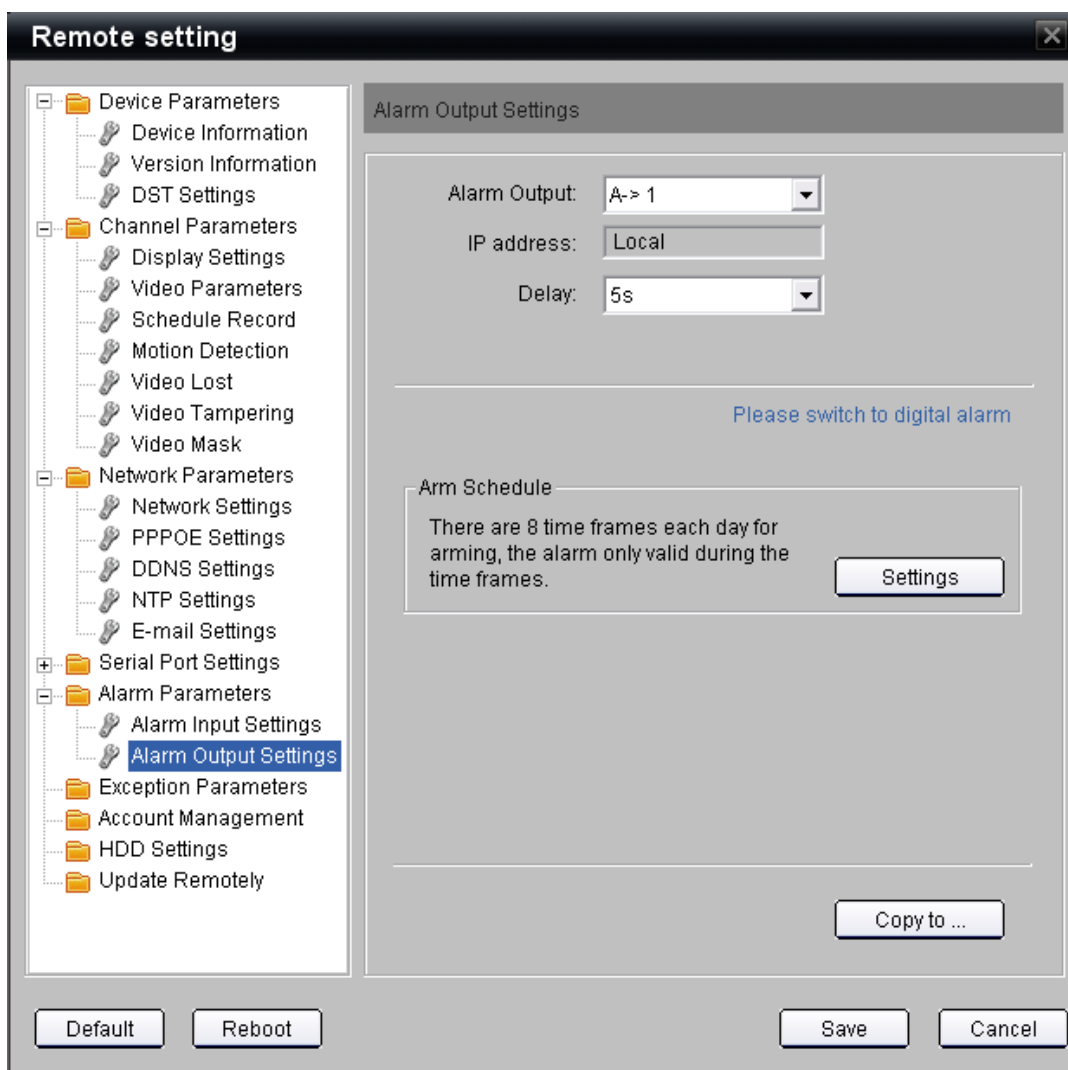 Remote setting
Device Parameters
Device Information
Version Information
DST Settings
Channel Parameters
Display Settings
Video Parameters
Schedule Record
Motion Detection
Video Lost
Video Tampering
Video Mask
Network Parameters
Network Settings
PPPOE Settings
DDNS Settings
NTP Settings
E-mail Settings
Serial Port Settings
Alarm Parameters
Alarm Input Settings
Alarm Output Settings
Exception Parameters
Account Management
HDD Settings
Update Remotely
Alarm Output Settings
Alarm Output: A-> 1
IP address: Local
Delay: 5s
Please switch to digital alarm
Arm Schedule
There are 8 time frames each day for
arming, the alarm only valid during the
time frames.
Settings
Copy to ...
Default Reboot Save Cancel